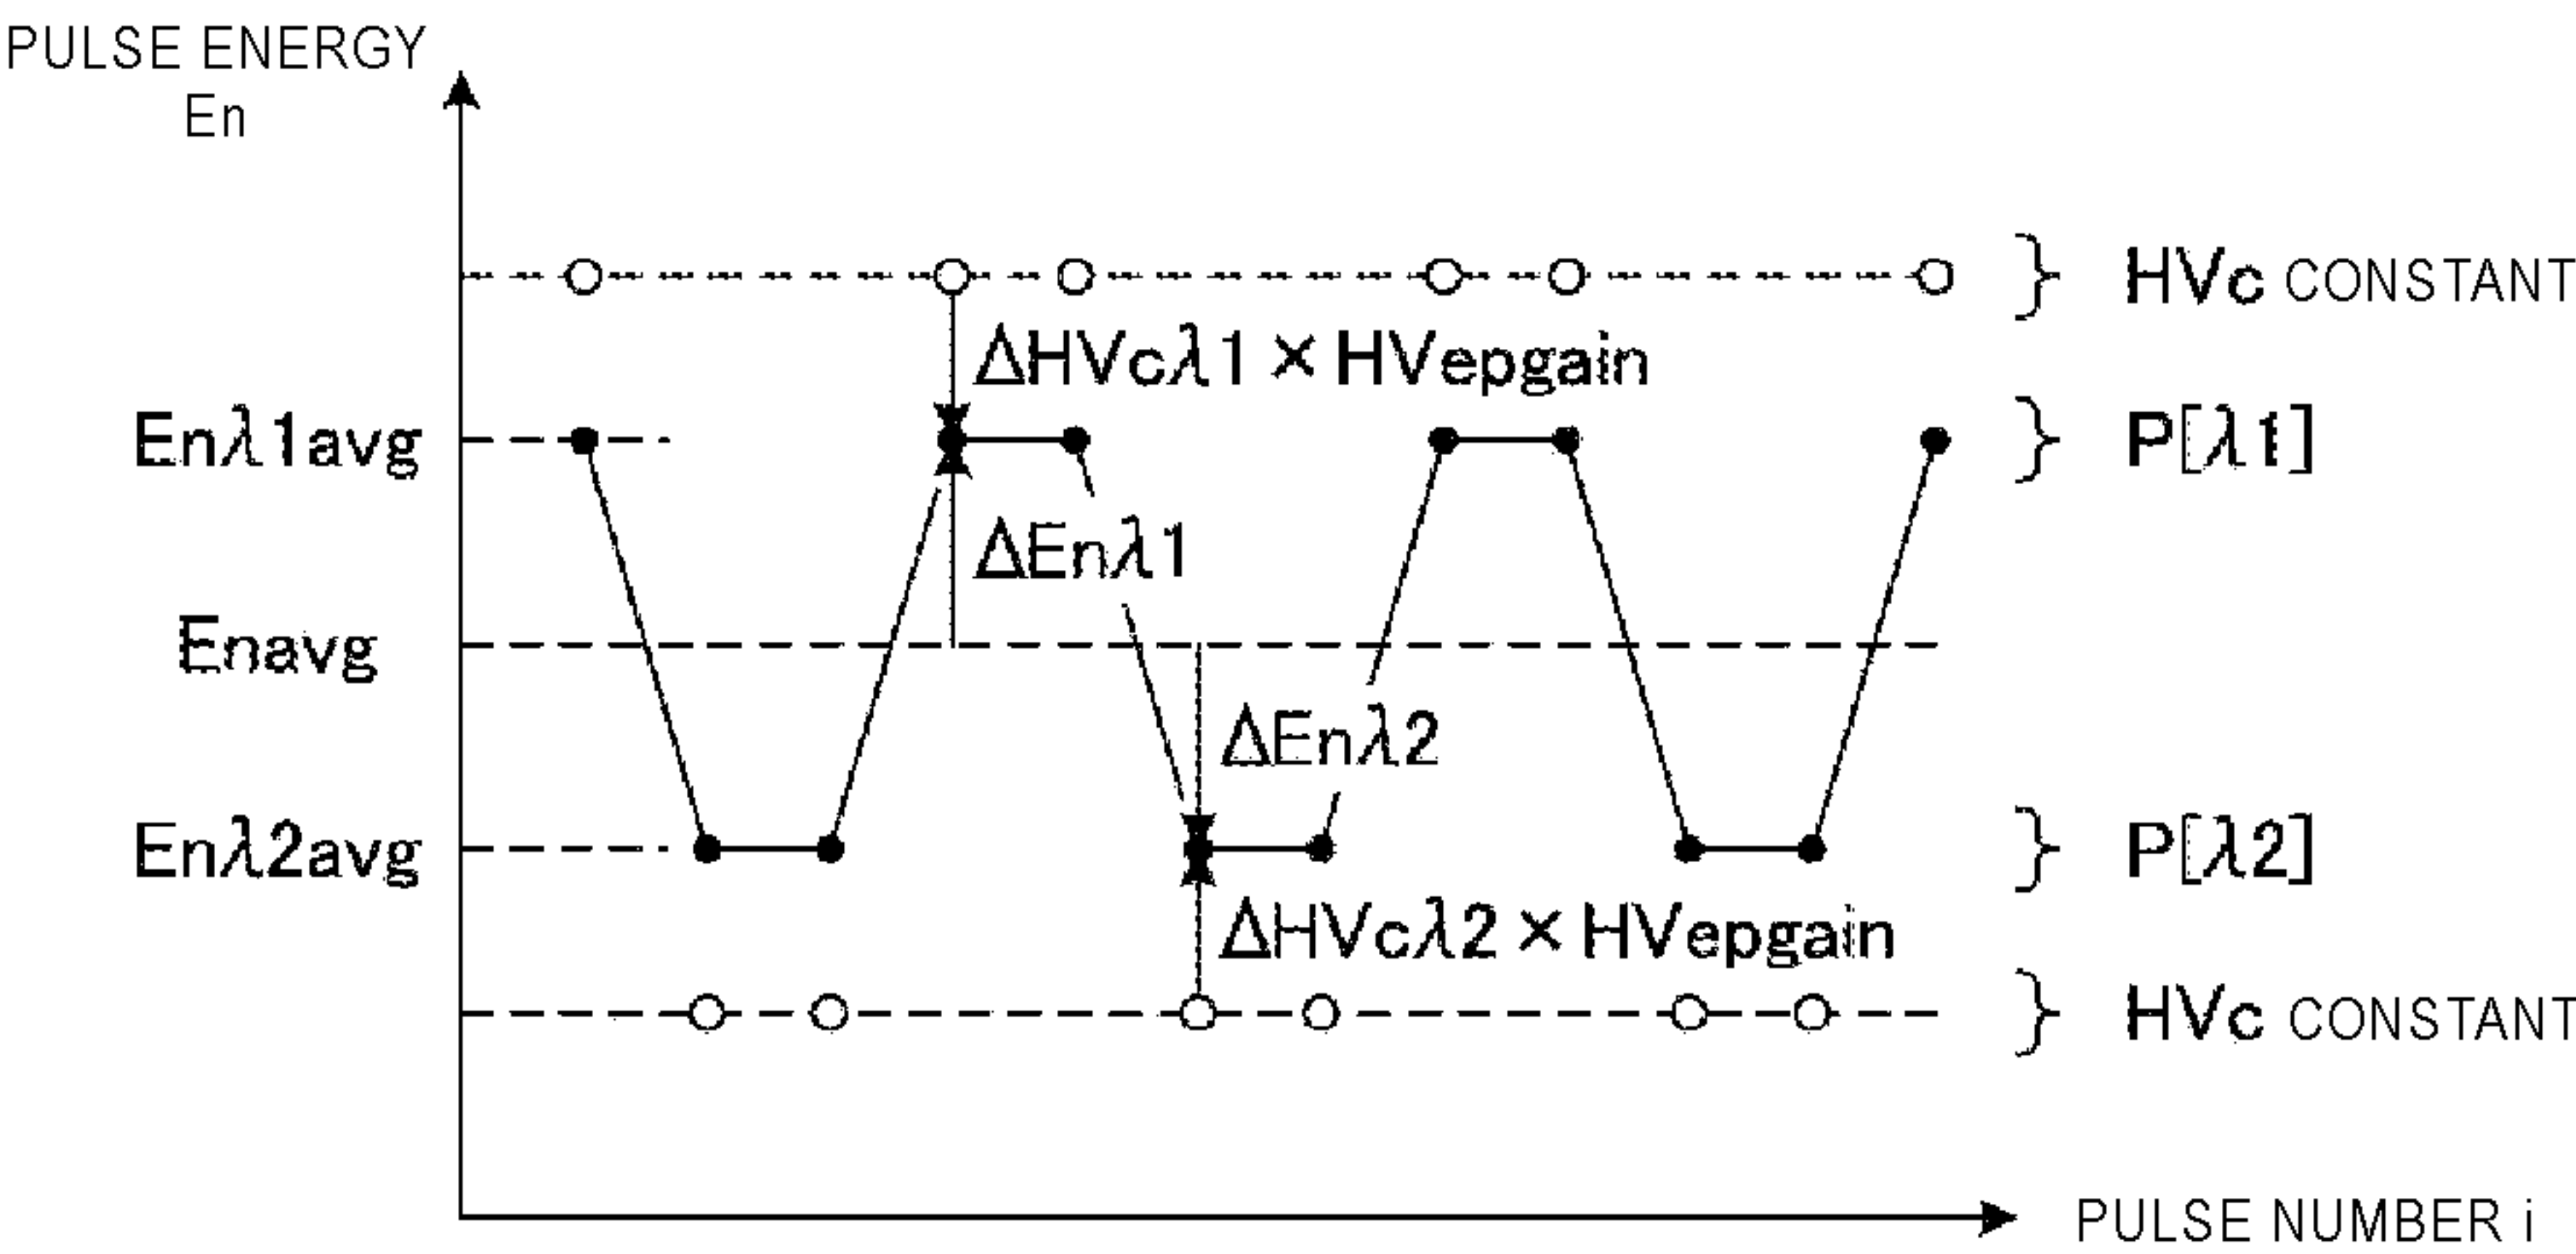 PULSE ENERGY
En
HVc CONSTANT
ΔHVcλ1 × HVepgain
Enλ1avg
P[λ1]
ΔEnλ1
Enavg
ΔEnλ2
Enλ2avg
P[λ2]
ΔHVcλ2 × HVepgain
HVc CONSTANT
PULSE NUMBER i